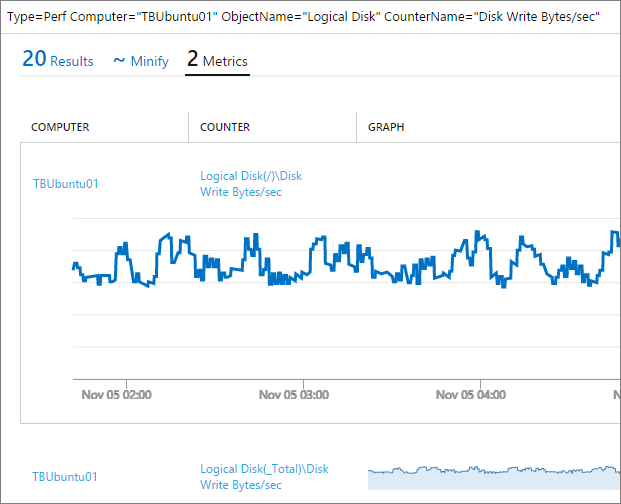 Type=Perf Computer="TBUbuntu01" ObjectName="Logical Disk" CounterName="Disk Write Bytes/sec"
20 Results ~ Minify 2 Metrics
COMPUTER COUNTER GRAPH
TBUbuntu01
Logical Disk(/)\Disk
Write Bytes/sec
Nov 05 02:00 Nov 05 03:00 Nov 05 04:00 N
TBUbuntu01
Logical Disk(_Total)\Disk
Write Bytes/sec